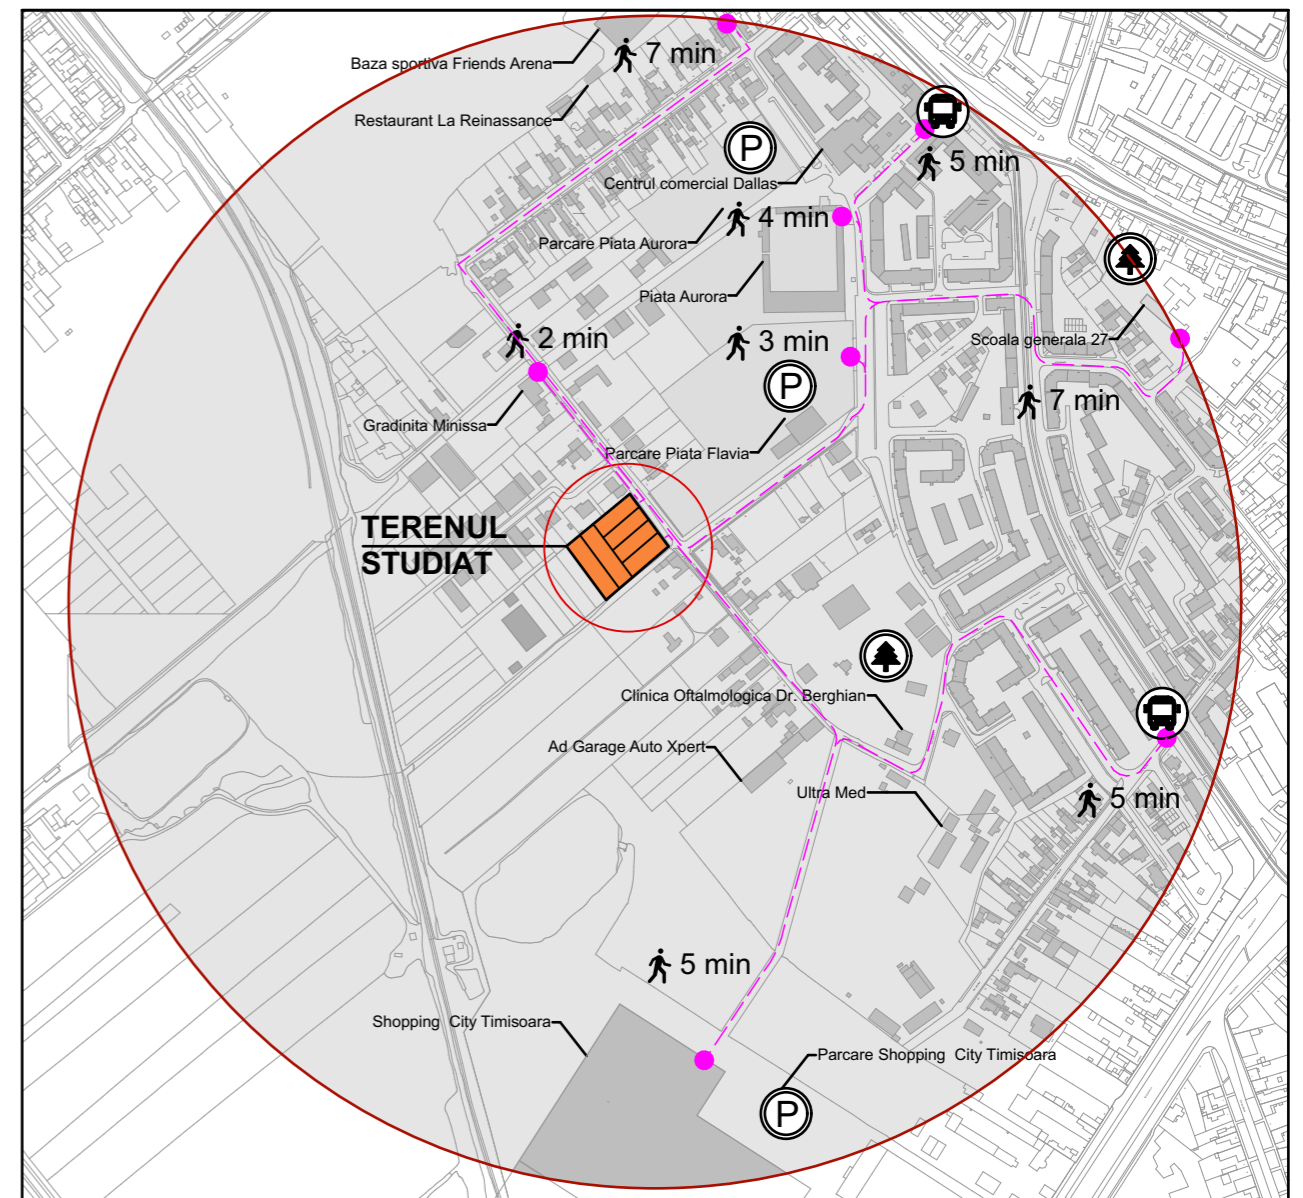 7 min
Baza sportiva Friends Arena
Restaurant La Reinassance
P
5 min
Centrul comercial Dallas
4 min
Parcare Piata Aurora
Piata Aurora
2 min
3 min
Scoala generala 27
P
7 min
Gradinita Minissa
Parcare Piata Flavia
TERENUL
STUDIAT
Clinica Oftalmologica Dr. Berghian
Ad Garage Auto Xpert
Ultra Med
5 min
5 min
Shopping City Timisoara
Parcare Shopping City Timisoara
P